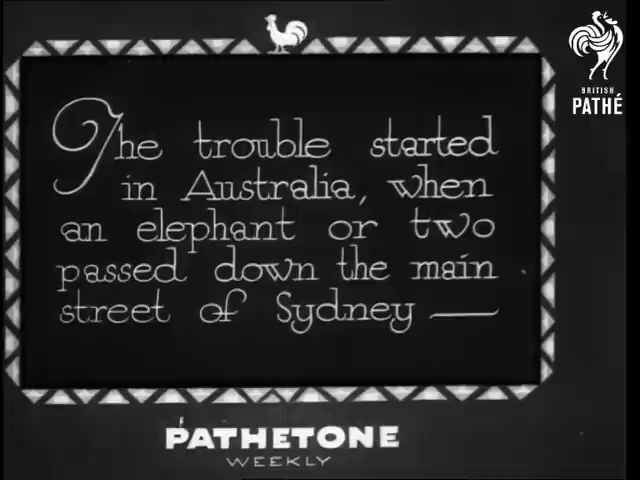 BRITISH
PATHÉ
The trouble started
in Australia, when
an elephant or two
passed down the main
street of Sydney —
PATHETONE
WEEKLY